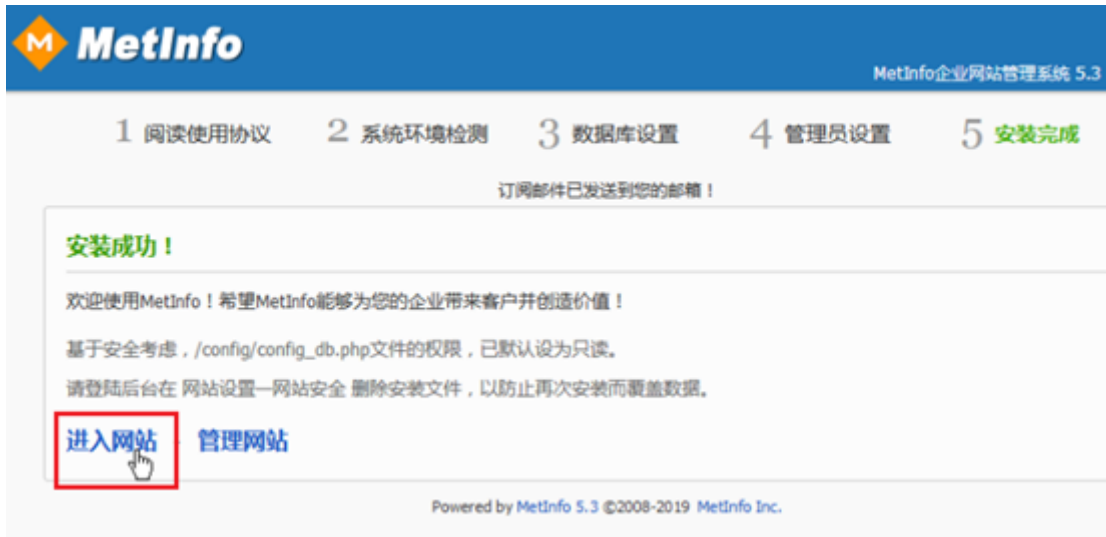 M MetInfo
MetInfo企业网站管理系统 5.3
1 阅读使用协议 2 系统环境检测 3 数据库设置 4 管理员设置 5 安装完成
订阅邮件已发送到您的邮箱！
安装成功！
欢迎使用MetInfo！希望MetInfo能够为您的企业带来客户并创造价值！
基于安全考虑，/config/config_db.php文件的权限，已默认设为只读。
请登陆后台在 网站设置—网站安全 删除安装文件，以防止再次安装而覆盖数据。
进入网站 - 管理网站
Powered by MetInfo 5.3 ©2008-2019 MetInfo Inc.